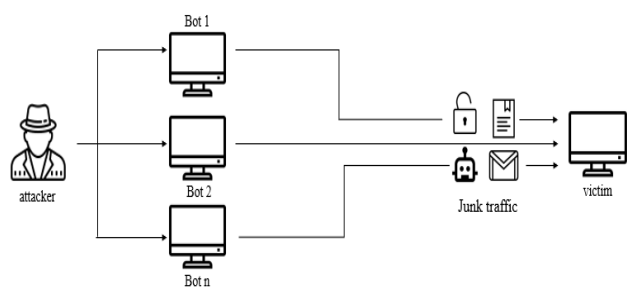 Bot 1
attacker
Bot 2
victim
Junk traffic
Bot n